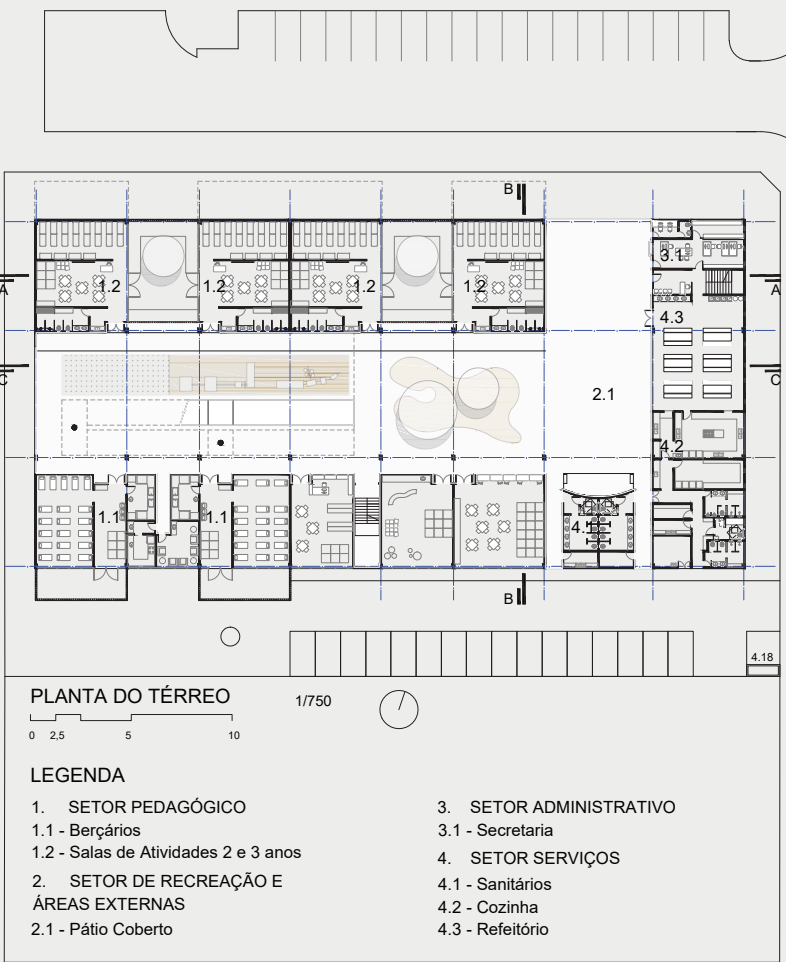 B
3.1
A
1.2
1.2
1.2
1.2
A
4.3
C
C
2.1
4.2
1.1
1.1
4.
B
4.18
PLANTA DO TÉRREO
1/750
0 2,5 5 10
LEGENDA
1. SETOR PEDAGÓGICO
1.1 - Berçários
1.2 - Salas de Atividades 2 e 3 anos
2. SETOR DE RECREAÇÃO E
ÁREAS EXTERNAS
2.1 - Pátio Coberto
3. SETOR ADMINISTRATIVO
3.1 - Secretaria
4. SETOR SERVIÇOS
4.1 - Sanitários
4.2 - Cozinha
4.3 - Refeitório